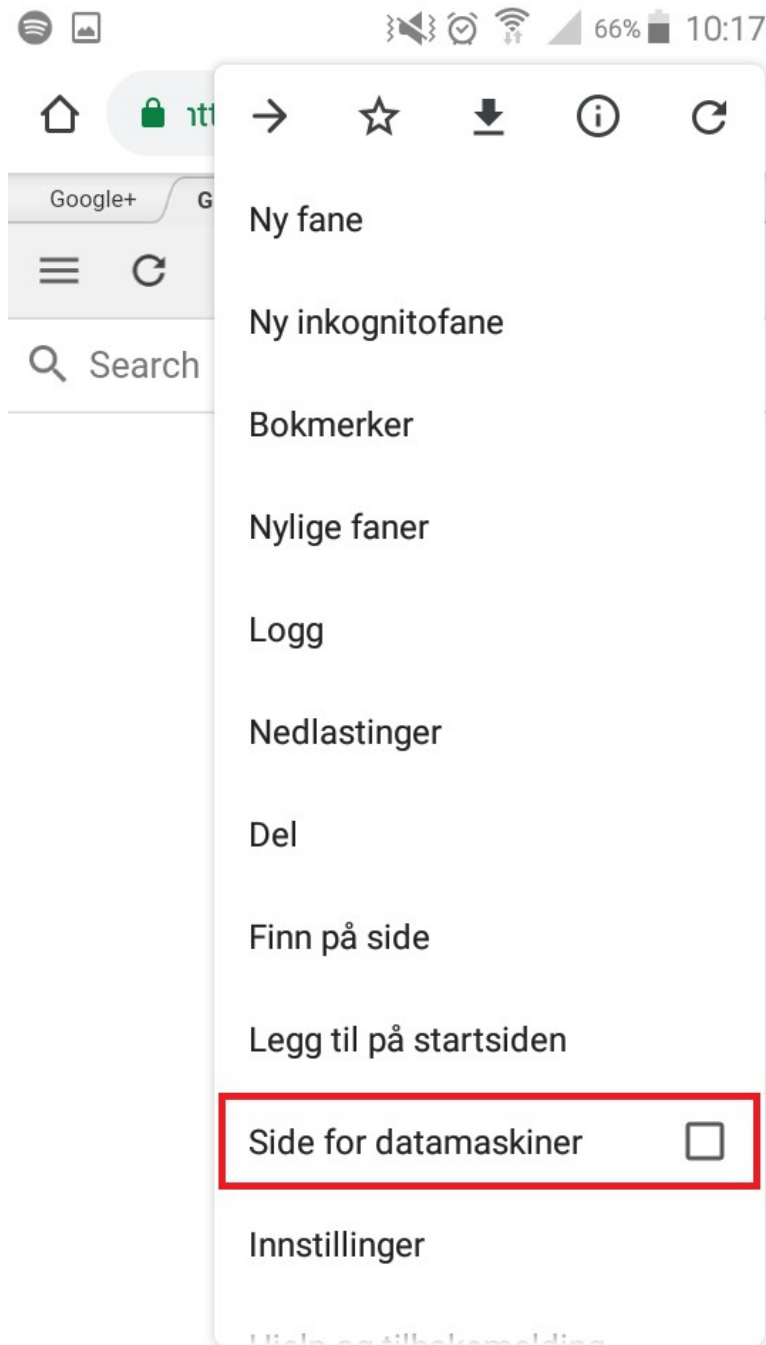 66% 10:17
Google+ G
Search
Ny fane
Ny inkognitofane
Bokmerker
Nylige faner
Logg
Nedlastinger
Del
Finn på side
Legg til på startsiden
Side for datamaskiner
Innstillinger